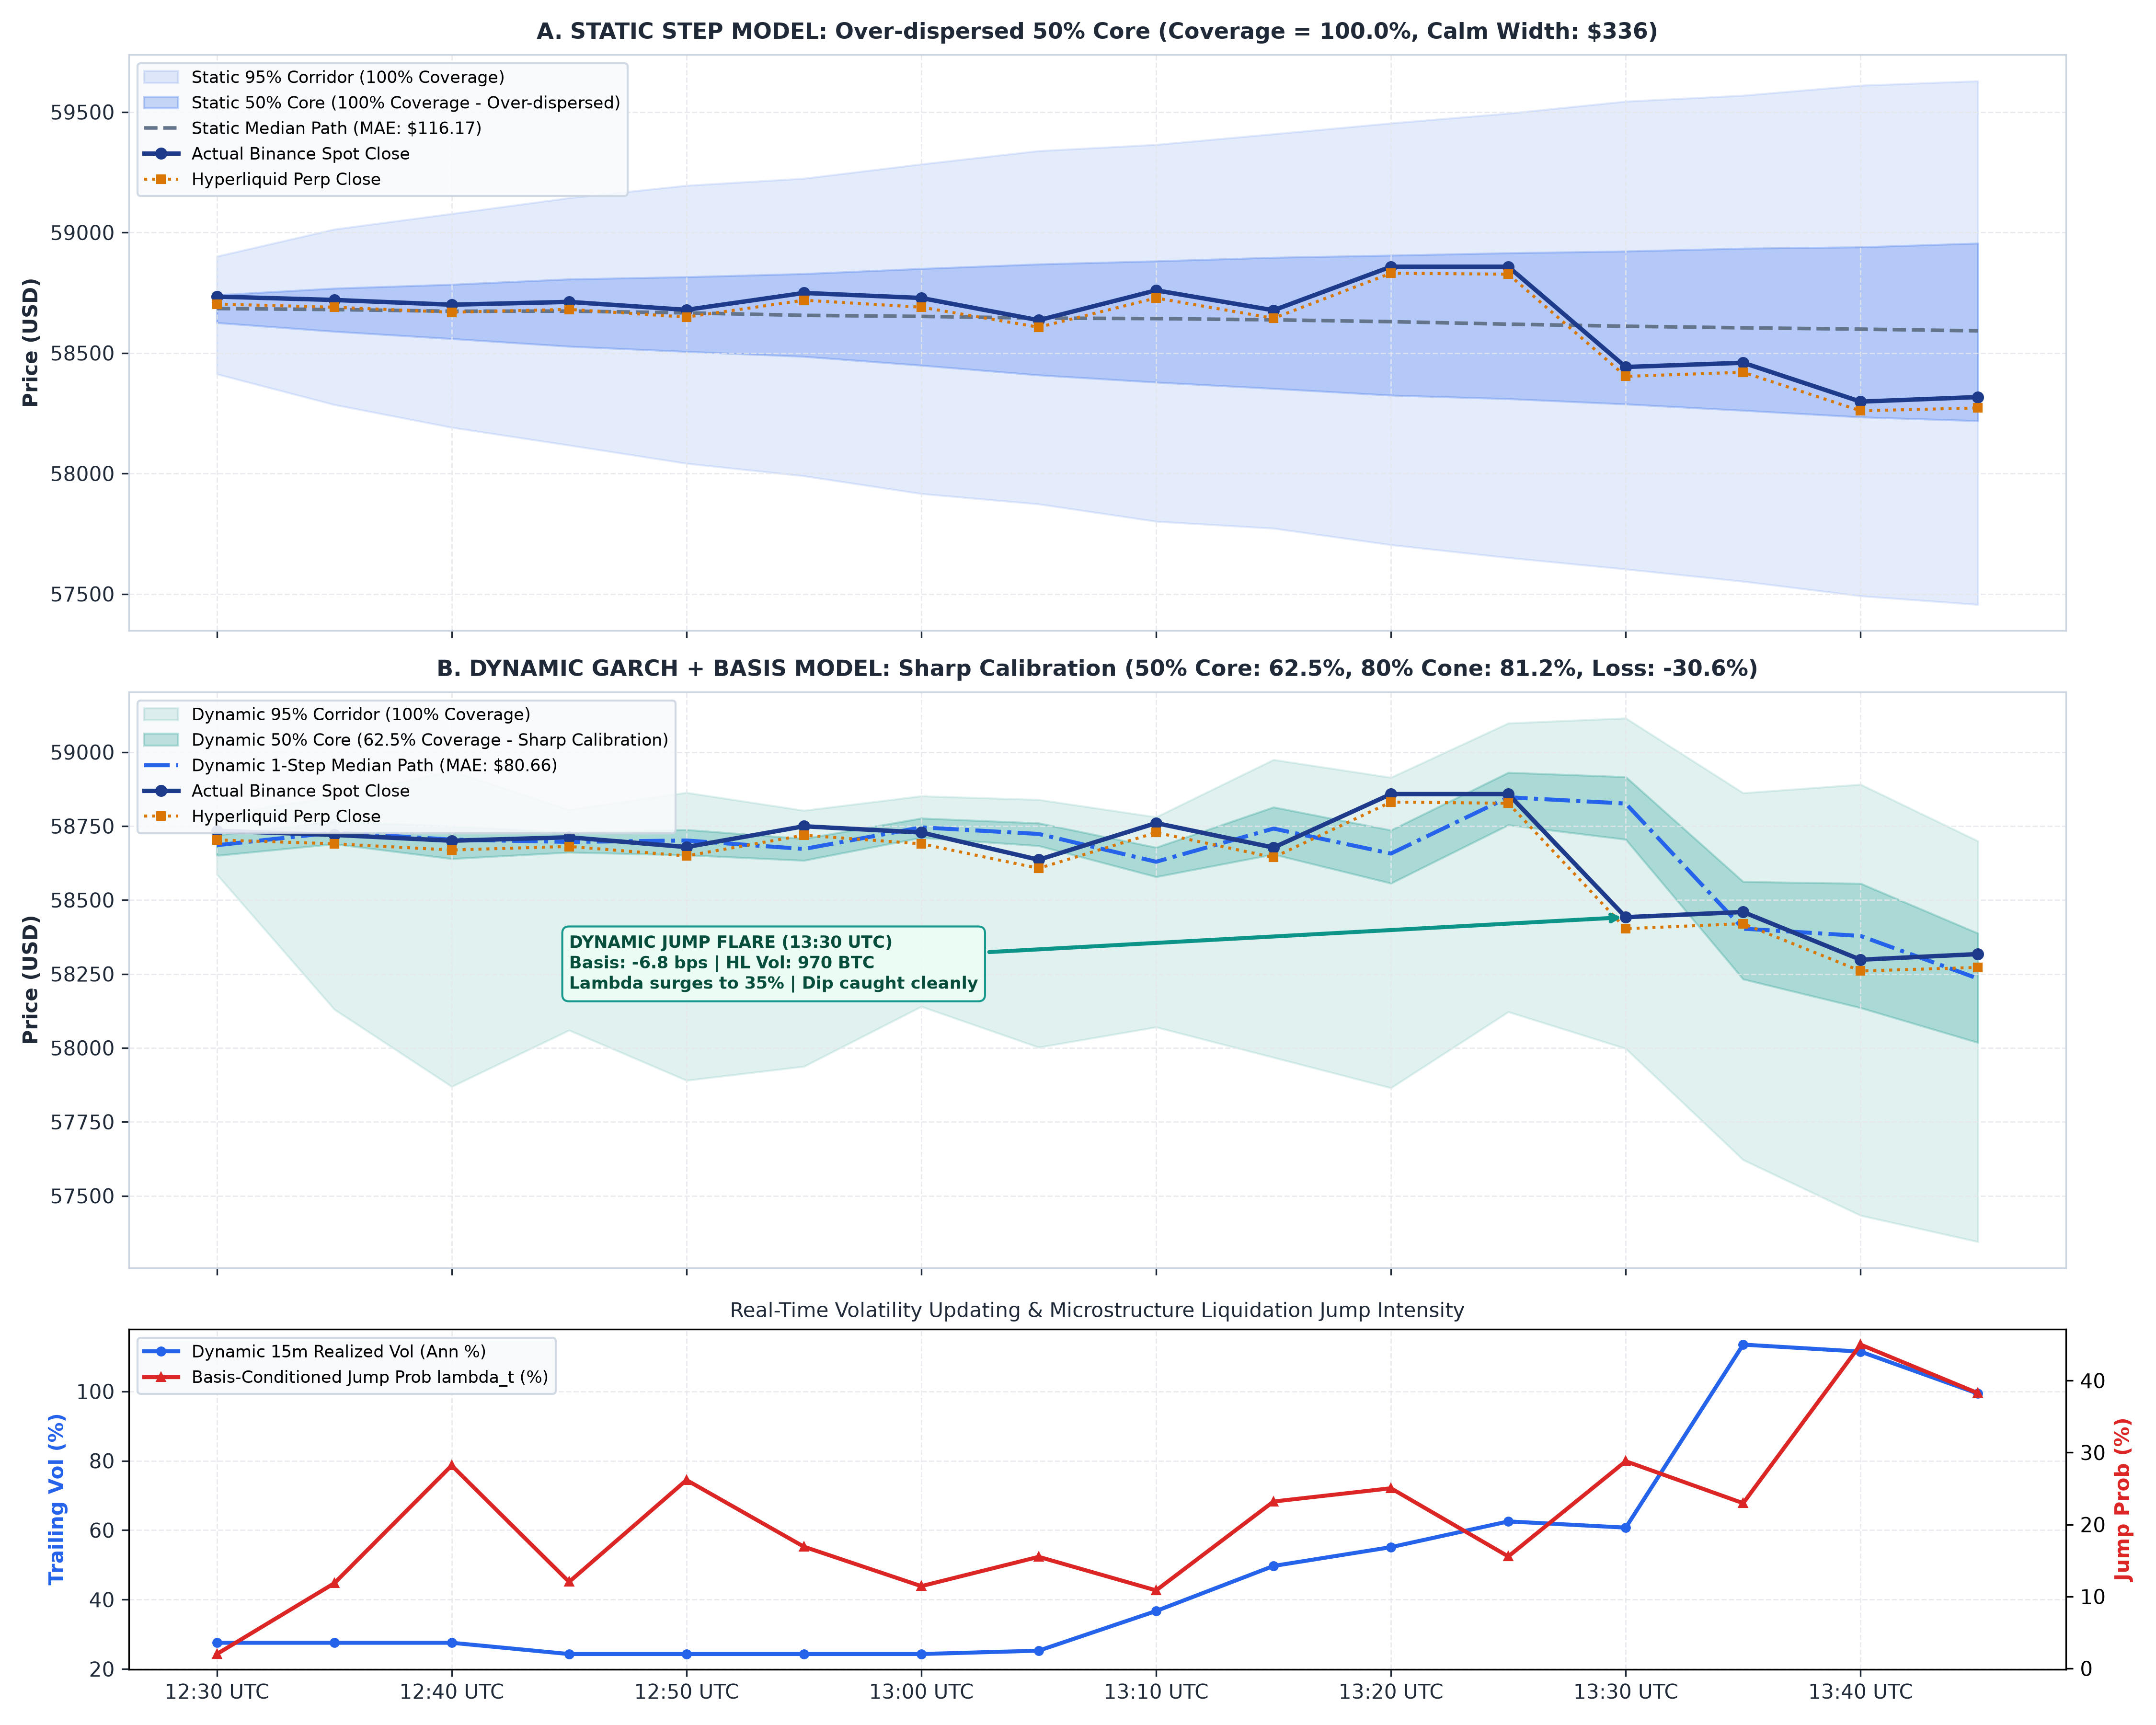 A. STATIC STEP MODEL: Over-dispersed 50% Core (Coverage = 100.0%, Calm Width: $336)
Static 95% Corridor (100% Coverage)
Static 50% Core (100% Coverage - Over-dispersed)
Static Median Path (MAE: $116.17)
Actual Binance Spot Close
Hyperliquid Perp Close
Price (USD)
59500
59000
58500
58000
57500
B. DYNAMIC GARCH + BASIS MODEL: Sharp Calibration (50% Core: 62.5%, 80% Cone: 81.2%, Loss: -30.6%)
Dynamic 95% Corridor (100% Coverage)
Dynamic 50% Core (62.5% Coverage - Sharp Calibration)
Dynamic 1-Step Median Path (MAE: $80.66)
Actual Binance Spot Close
Hyperliquid Perp Close
Price (USD)
59000
58750
58500
58250
58000
57750
57500
DYNAMIC JUMP FLARE (13:30 UTC)
Basis: -6.8 bps | HL Vol: 970 BTC
Lambda surges to 35% | Dip caught cleanly
Real-Time Volatility Updating & Microstructure Liquidation Jump Intensity
Dynamic 15m Realized Vol (Ann %)
Basis-Conditioned Jump Prob lambda_t (%)
Trailing Vol (%)
100
80
60
40
20
Jump Prob (%)
40
30
20
10
0
12:30 UTC
12:40 UTC
12:50 UTC
13:00 UTC
13:10 UTC
13:20 UTC
13:30 UTC
13:40 UTC